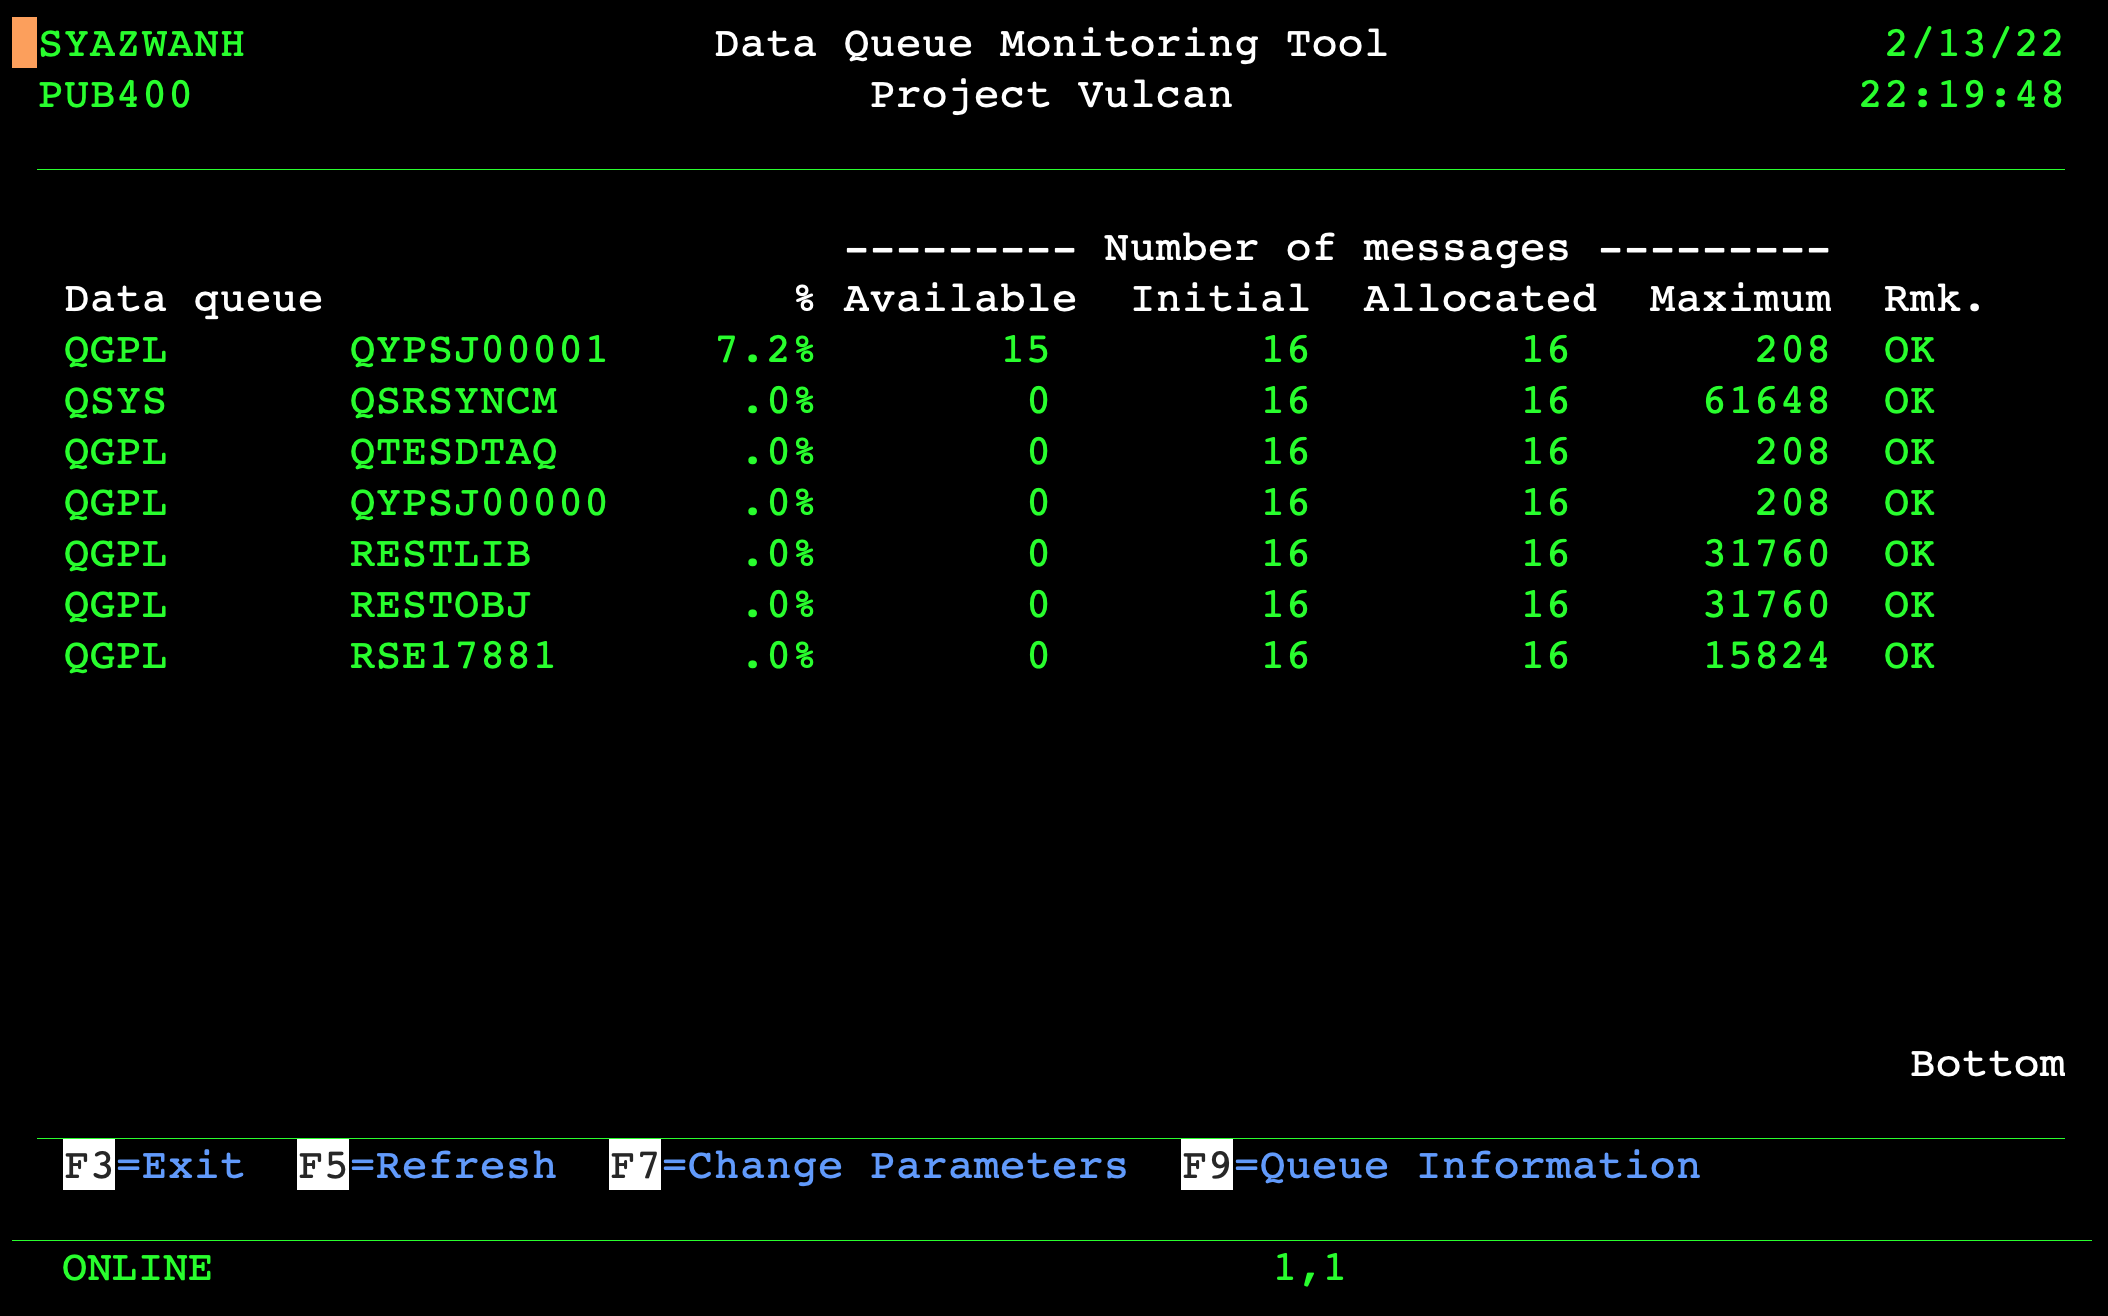 SYAZWANH Data Queue Monitoring Tool 2/13/22
PUB400 Project Vulcan 22:19:48
--------- Number of messages ---------
Data queue % Available Initial Allocated Maximum Rmk.
QGPL QYPSJ00001 7.2% 15 16 16 208 OK
QSYS QSRSYNCM .0% 0 16 16 61648 OK
QGPL QTESDTAQ .0% 0 16 16 208 OK
QGPL QYPSJ00000 .0% 0 16 16 208 OK
QGPL RESTLIB .0% 0 16 16 31760 OK
QGPL RESTOBJ .0% 0 16 16 31760 OK
QGPL RSE17881 .0% 0 16 16 15824 OK
Bottom
F3=Exit F5=Refresh F7=Change Parameters F9=Queue Information
ONLINE 1,1